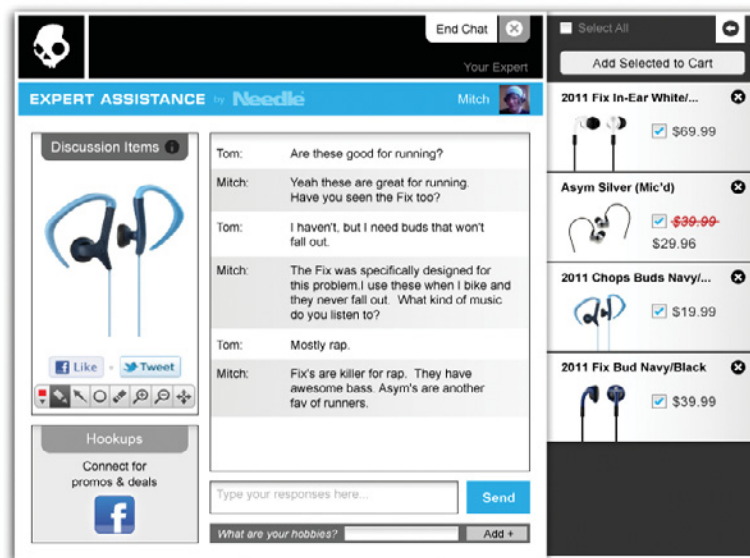 End Chat
Your Expert
EXPERT ASSISTANCE by Needle
Mitch
Discussion Items
Like
Tweet
Hookups
Connect for
promos & deals
Tom: Are these good for running?
Mitch: Yeah these are great for running.
Have you seen the Fix too?
Tom: I haven't, but I need buds that won't
fall out.
Mitch: The Fix was specifically designed for
this problem.I use these when I bike and
they never fall out. What kind of music
do you listen to?
Tom: Mostly rap.
Mitch: Fix's are killer for rap. They have
awesome bass. Asym's are another
fav of runners.
Type your responses here...
Send
What are your hobbies?
Add +
Select All
Add Selected to Cart
2011 Fix In-Ear White/...
$69.99
Asym Silver (Mic'd)
$39.99
$29.96
2011 Chops Buds Navy/...
$19.99
2011 Fix Bud Navy/Black
$39.99